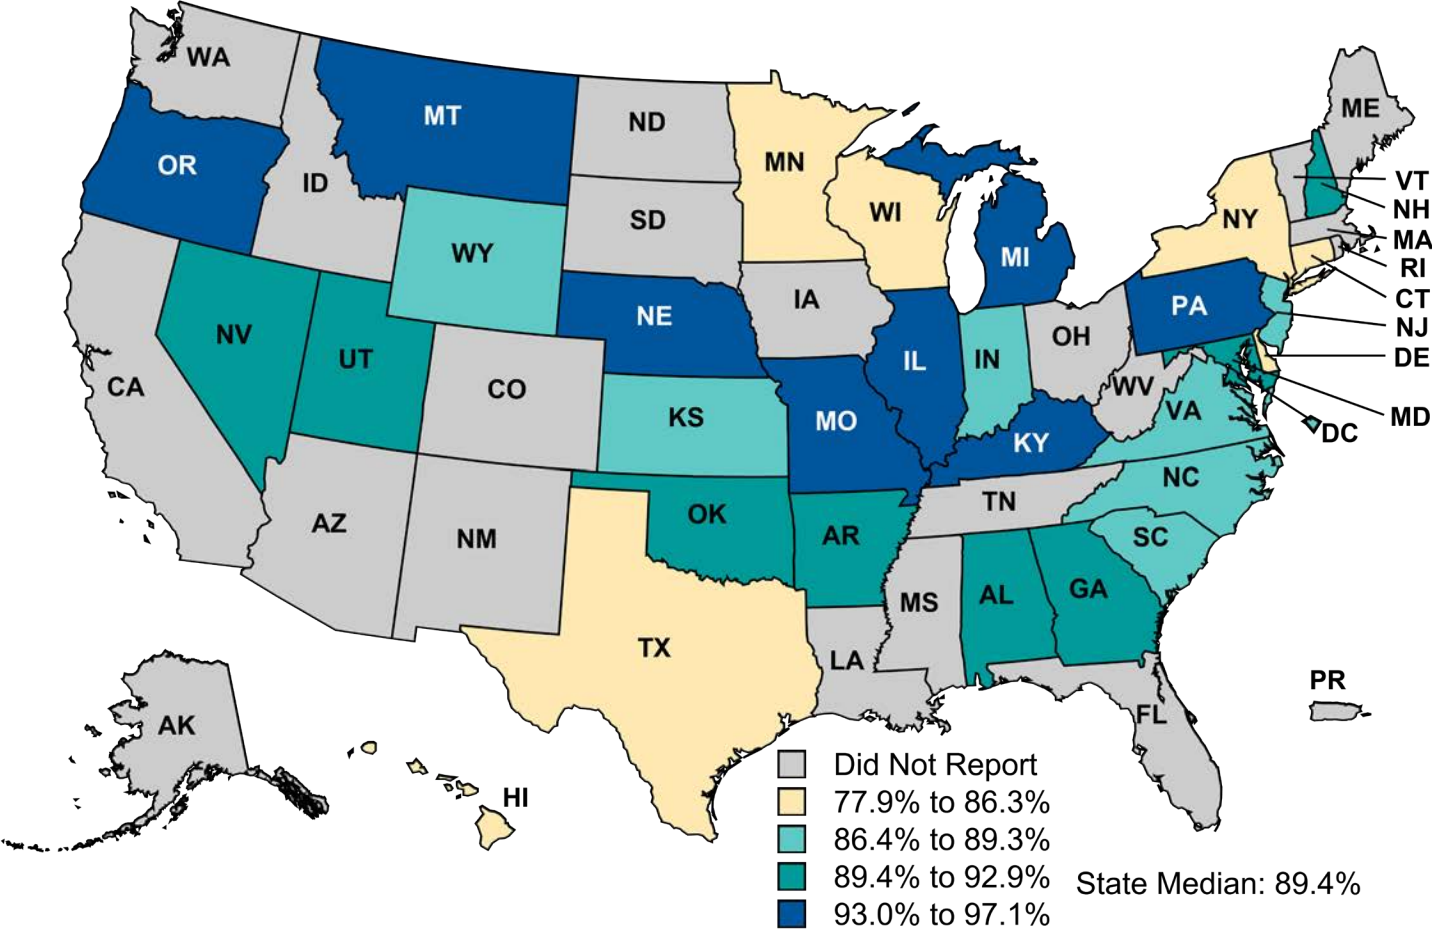 WA
MT
ND
MN
ME
OR
ID
SD
WI
MI
NY
VT
NH
MA
RI
CT
NJ
DE
MD
DC
WY
NE
IA
PA
NV
UT
CO
KS
MO
IL
IN
OH
WV
VA
KY
CA
AZ
NM
OK
AR
TN
NC
SC
MS
AL
GA
TX
LA
FL
PR
AK
HI
Did Not Report
77.9% to 86.3%
86.4% to 89.3%
89.4% to 92.9%
State Median: 89.4%
93.0% to 97.1%